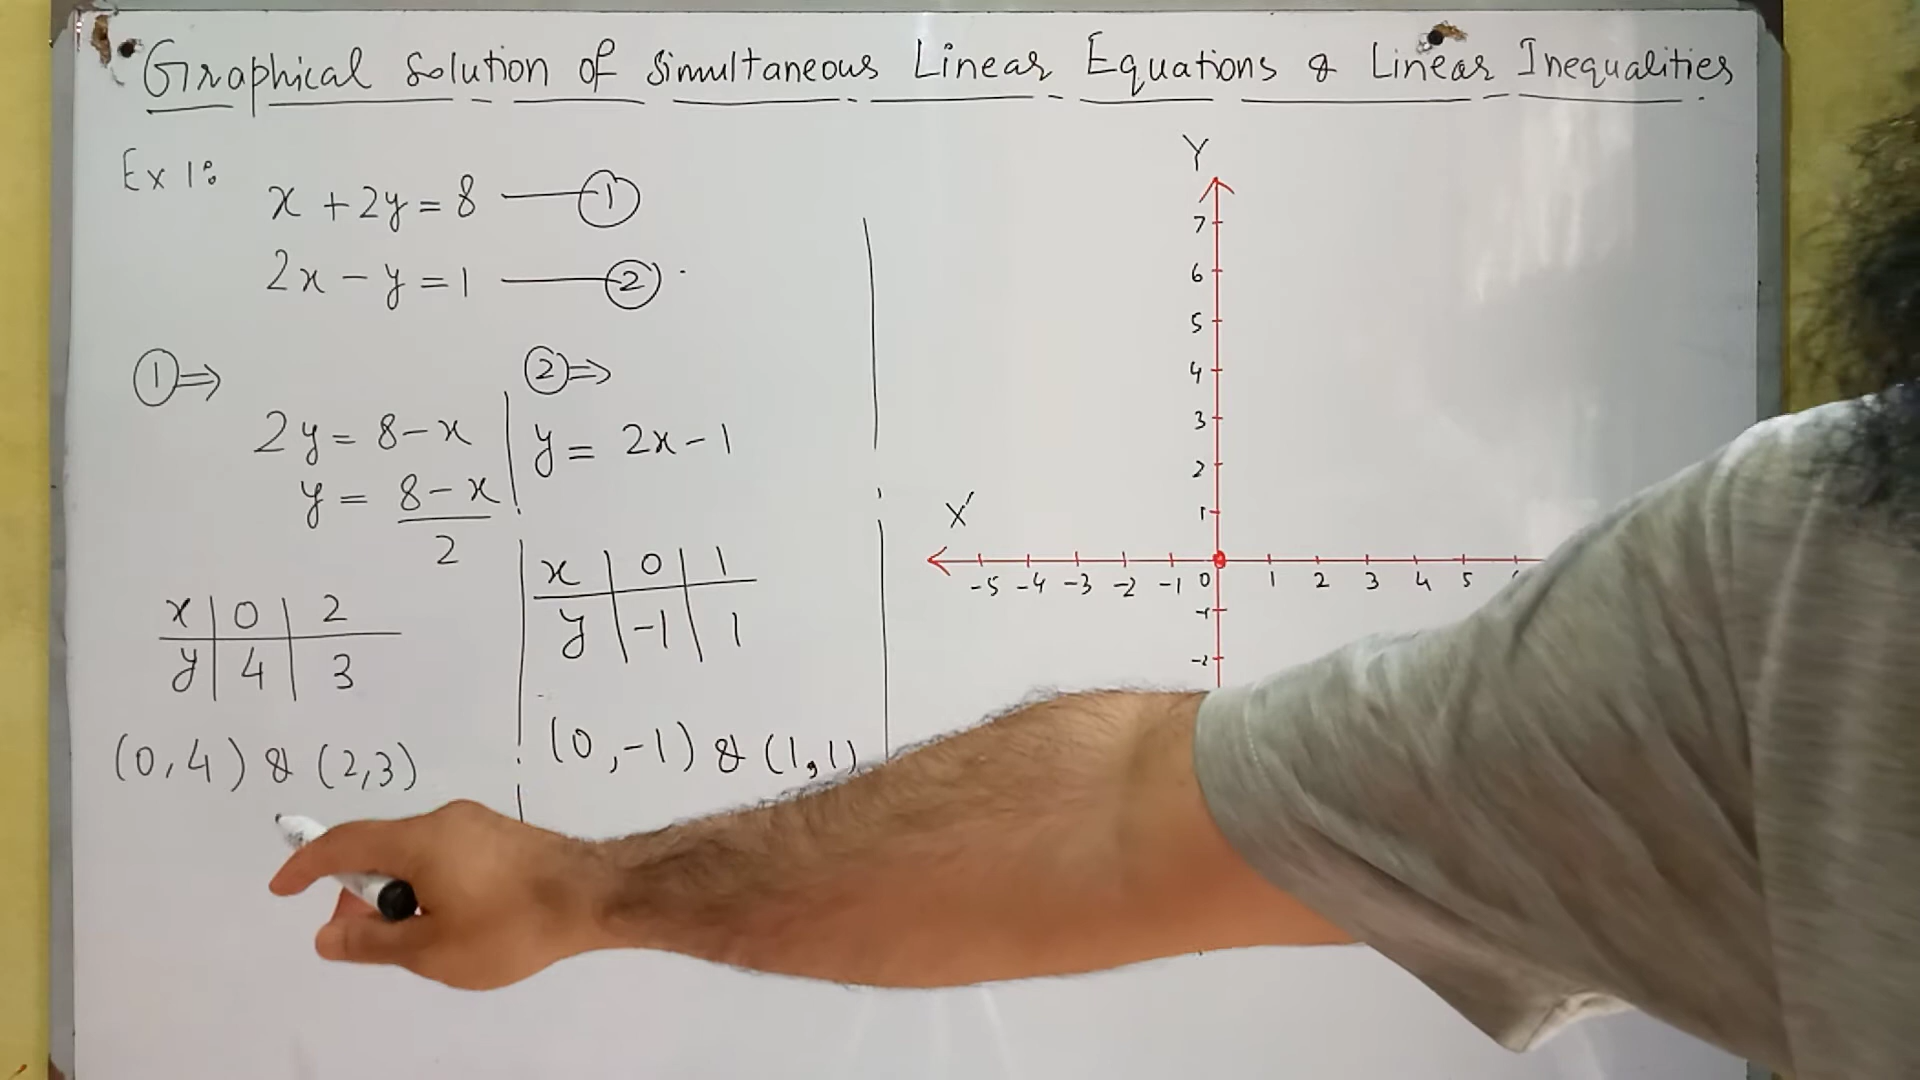 Graphical Solution of Simultaneous Linear Equations & Linear Inequalities
Ex 1:
x + 2y = 8 — ①
2x − y = 1 — ②
① ⇒
2y = 8 − x
y = 8 − x
2
x 0 2
y 4 3
(0,4) & (2,3)
② ⇒
y = 2x − 1
x 0 1
y −1 1
(0,−1) & (1,1)
Y
7
6
5
4
3
2
1
X'
-5 -4 -3 -2 -1 0 1 2 3 4 5
-1
-2